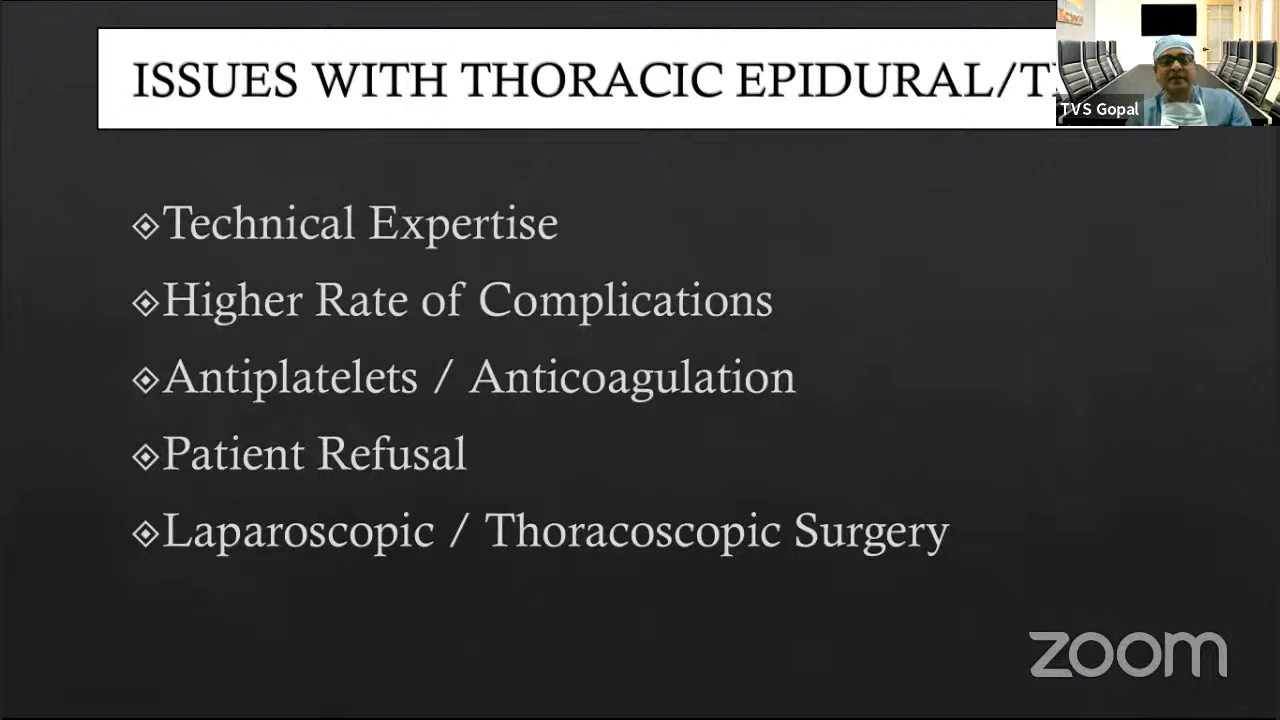 ISSUES WITH THORACIC EPIDURAL/
TVS Gopal
Technical Expertise
Higher Rate of Complications
Antiplatelets / Anticoagulation
Patient Refusal
Laparoscopic / Thoracoscopic Surgery
zoom